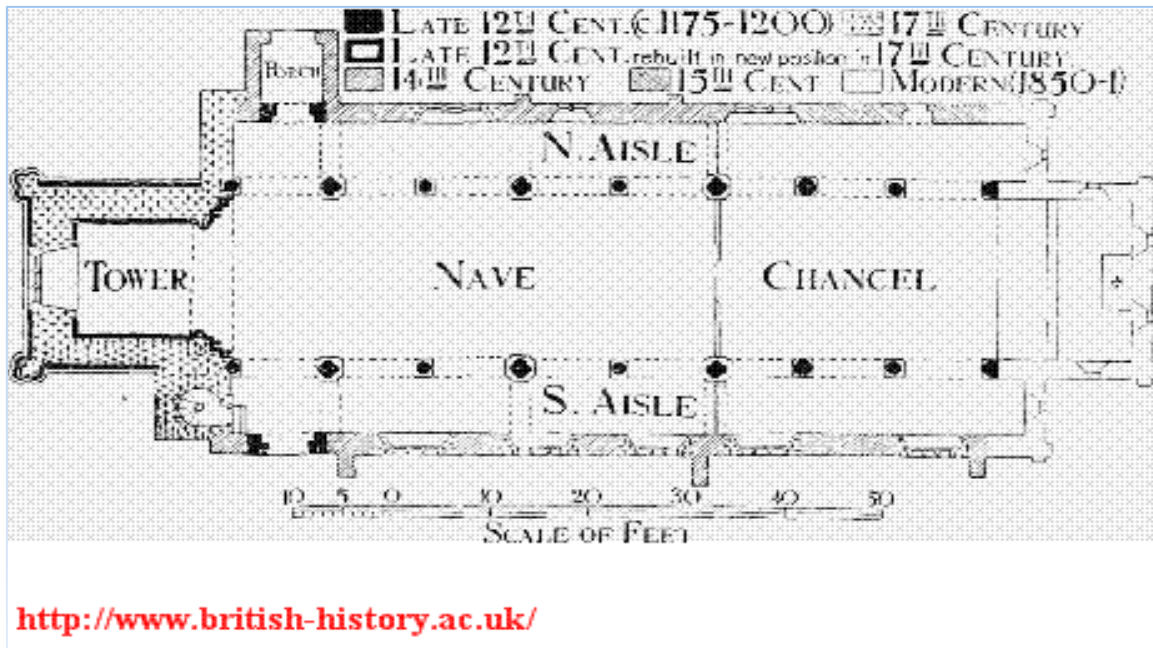 LATE 12TH CENT. (C.1175-1200) 17TH CENTURY
LATE 12TH CENT. rebuilt in new position in 17TH CENTURY
14TH CENTURY 15TH CENT MODERN (1850-1)
PORCH
N. AISLE
TOWER NAVE CHANCEL
S. AISLE
10 5 0 10 20 30 40 50
SCALE OF FEET
http://www.british-history.ac.uk/